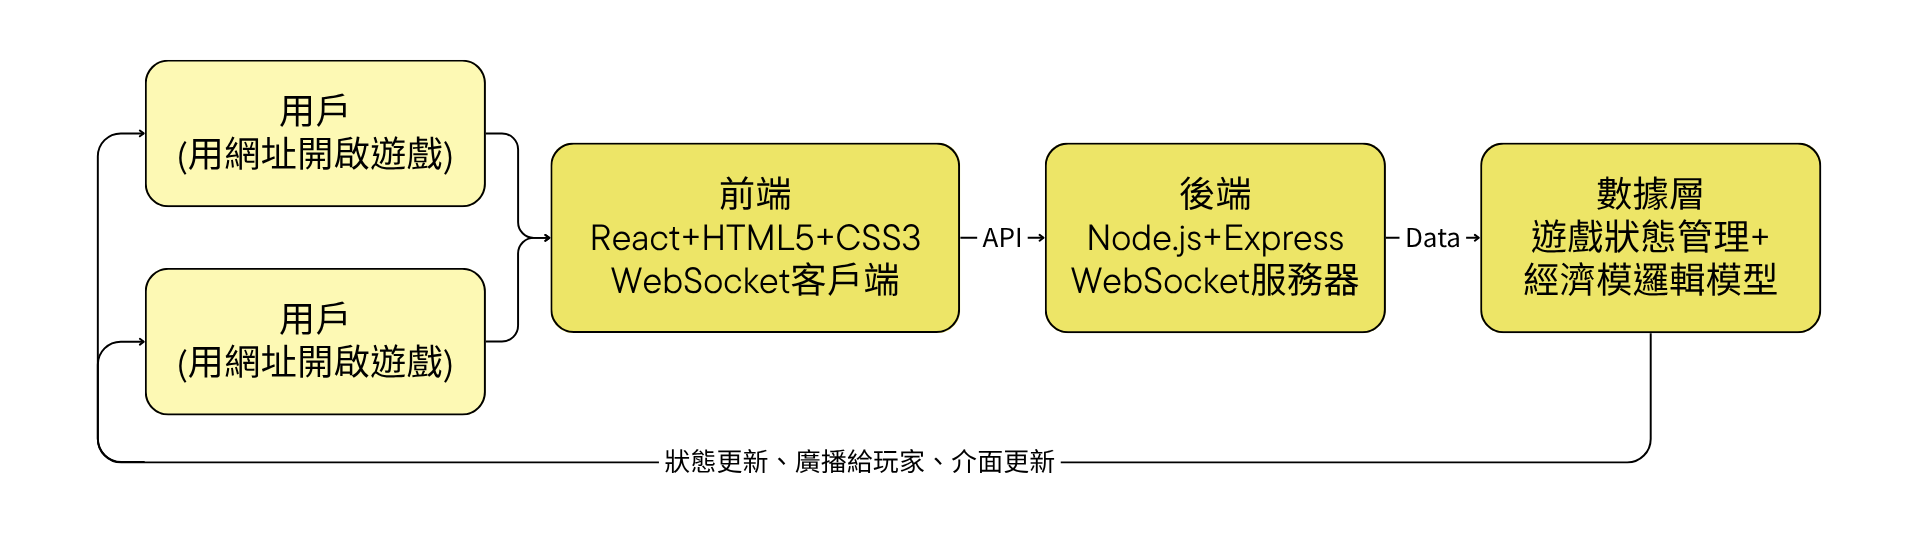 用戶
(用網址開啟遊戲)
用戶
(用網址開啟遊戲)
前端
React+HTML5+CSS3
WebSocket客戶端
API
後端
Node.js+Express
WebSocket服務器
Data
數據層
遊戲狀態管理+
經濟模邏輯模型
狀態更新、廣播給玩家、介面更新